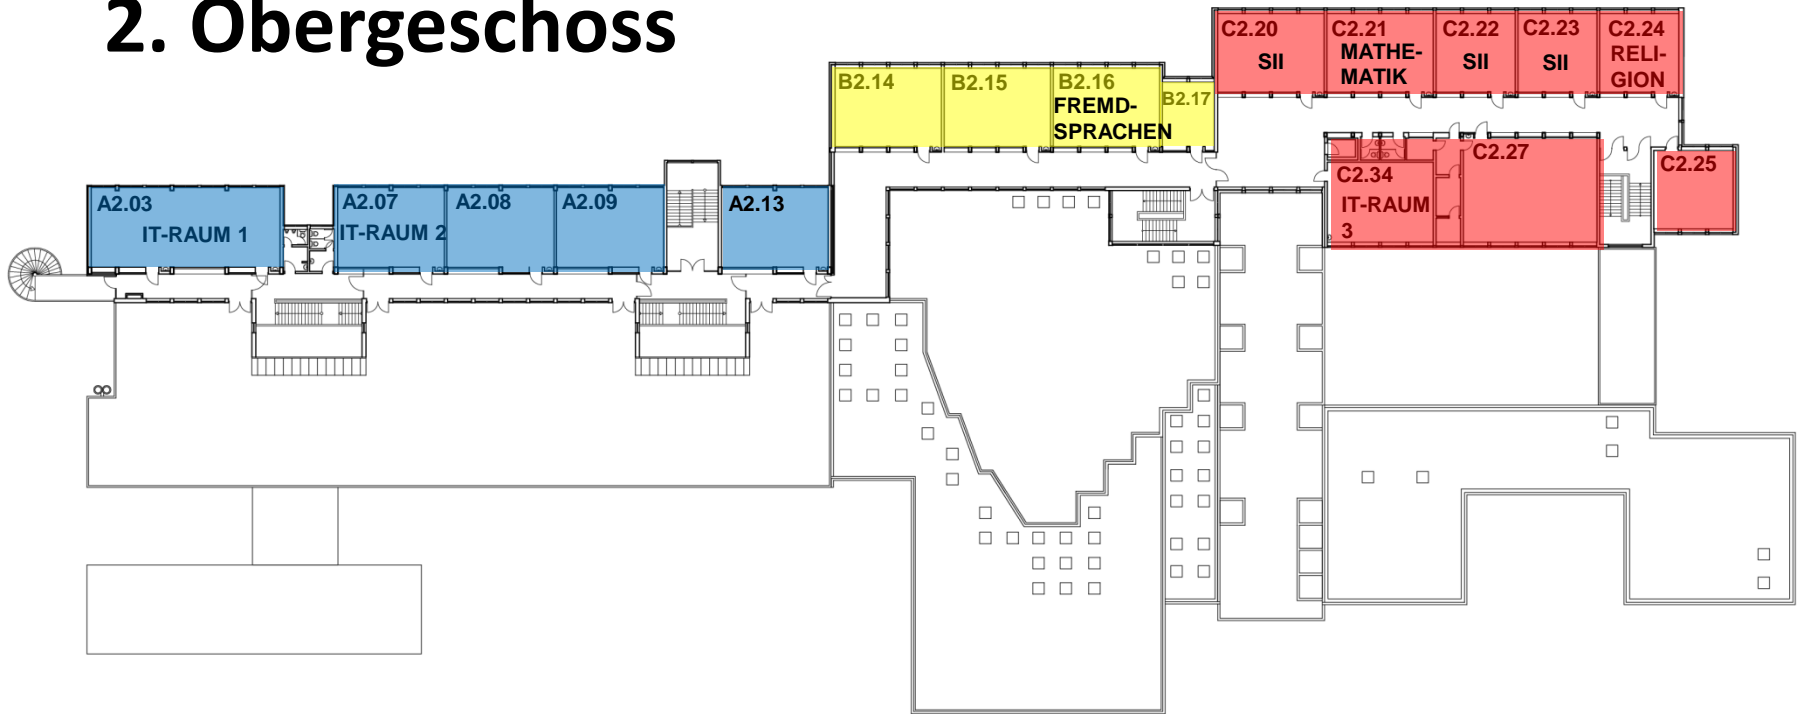 2. Obergeschoss
C2.20
SII
C2.21
MATHE-
MATIK
C2.22
SII
C2.23
SII
C2.24
RELI-
GION
B2.14
B2.15
B2.16
FREMD-
SPRACHEN
B2.17
C2.34
IT-RAUM
3
C2.27
C2.25
A2.03
IT-RAUM 1
A2.07
IT-RAUM 2
A2.08
A2.09
A2.13